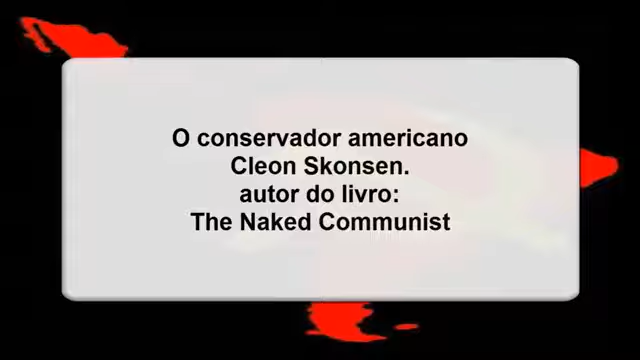 O conservador americano
Cleon Skonsen.
autor do livro:
The Naked Communist